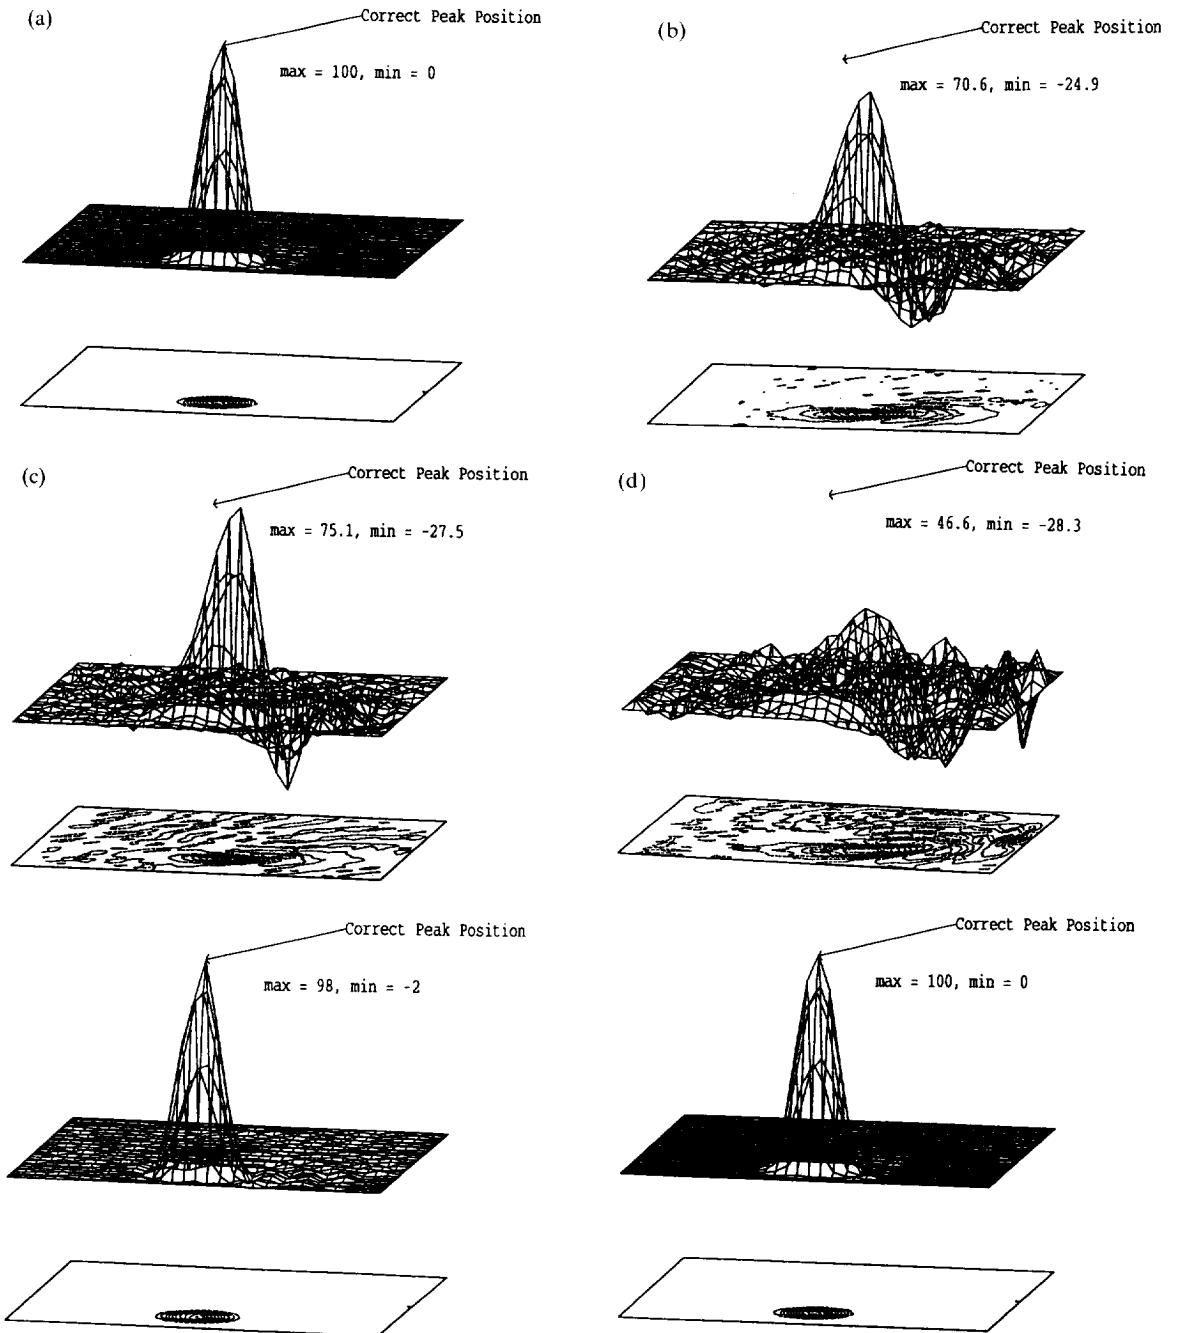 (a)
Correct Peak Position
max = 100, min = 0
(b)
Correct Peak Position
max = 70.6, min = -24.9
(c)
Correct Peak Position
max = 75.1, min = -27.5
(d)
Correct Peak Position
max = 46.6, min = -28.3
Correct Peak Position
max = 98, min = -2
Correct Peak Position
max = 100, min = 0